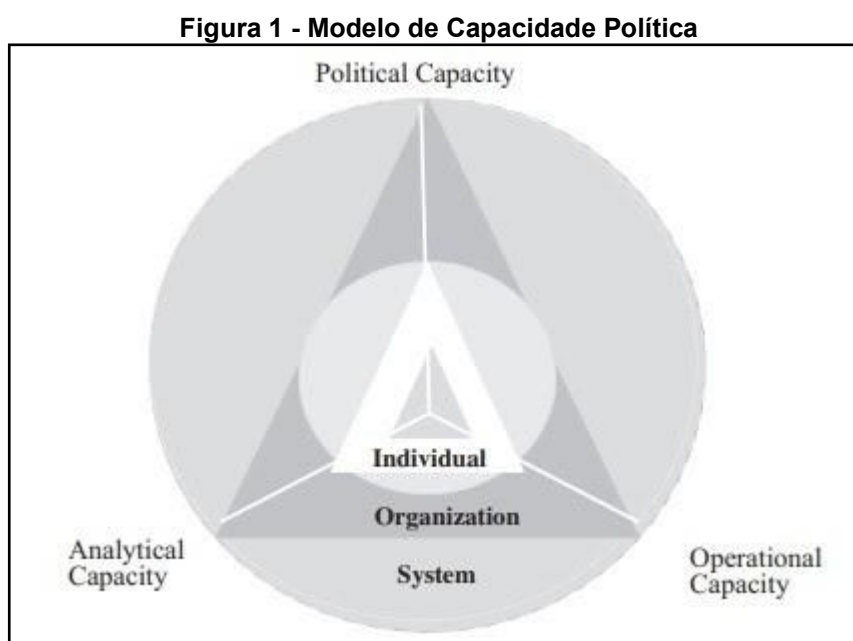 Figura 1 - Modelo de Capacidade Política
Political Capacity
Individual
Organization
Analytical
Capacity
System
Operational
Capacity